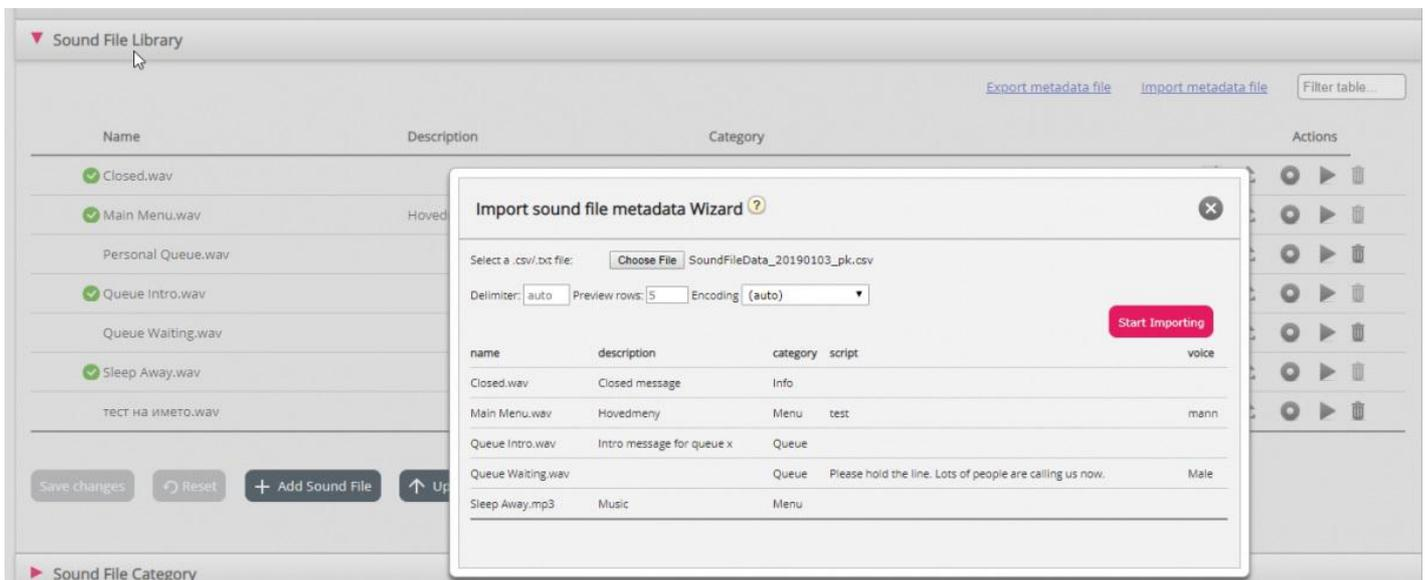 Sound File Library
Export metadata file Import metadata file Filter table...
Name Description Category Actions
Closed.wav
Main Menu.wav
Personal Queue.wav
Queue Intro.wav
Queue Waiting.wav
Sleep Away.wav
тест на името.wav
Save changes Reset + Add Sound File
Import sound file metadata Wizard ?
Select a .csv/.txt file: Choose File SoundFileData_20190103_pk.csv
Delimiter: auto Preview rows: 5 Encoding (auto)
Start Importing
name description category script voice
Closed.wav Closed message Info
Main Menu.wav Hovedmeny Menu test mann
Queue Intro.wav Intro message for queue x Queue
Queue Waiting.wav Queue Please hold the line. Lots of people are calling us now. Male
Sleep Away.mp3 Music Menu
Sound File Category